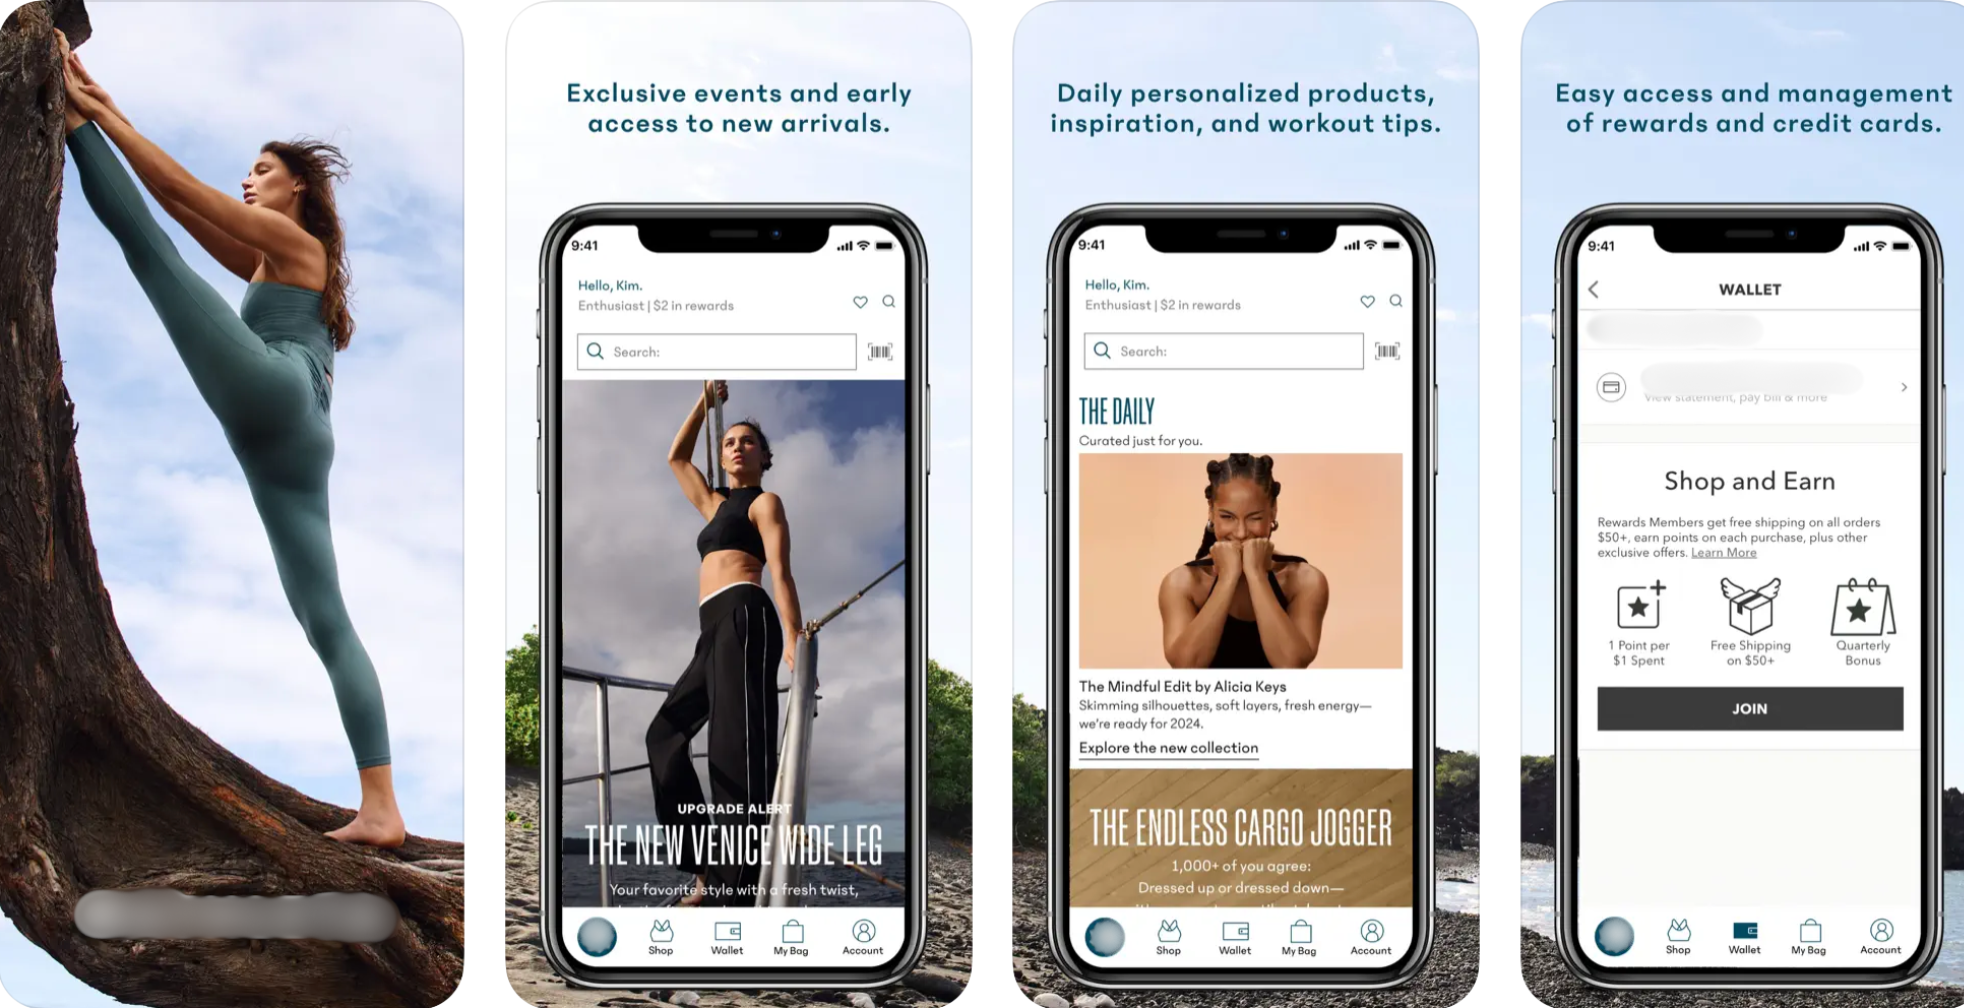 Exclusive events and early
access to new arrivals.
9:41
Hello, Kim.
Enthusiast | $2 in rewards
Search:
UPGRADE ALERT
THE NEW VENICE WIDE LEG
Your favorite style with a fresh twist,
Shop
Wallet
My Bag
Account
Daily personalized products,
inspiration, and workout tips.
9:41
Hello, Kim.
Enthusiast | $2 in rewards
Search:
THE DAILY
Curated just for you.
The Mindful Edit by Alicia Keys
Skimming silhouettes, soft layers, fresh energy—
we're ready for 2024.
Explore the new collection
THE ENDLESS CARGO JOGGER
1,000+ of you agree:
Dressed up or dressed down—
Shop
Wallet
My Bag
Account
Easy access and management
of rewards and credit cards.
9:41
WALLET
View statement, pay bill & more
Shop and Earn
Rewards Members get free shipping on all orders
$50+, earn points on each purchase, plus other
exclusive offers. Learn More
1 Point per
$1 Spent
Free Shipping
on $50+
Quarterly
Bonus
JOIN
Shop
Wallet
My Bag
Account